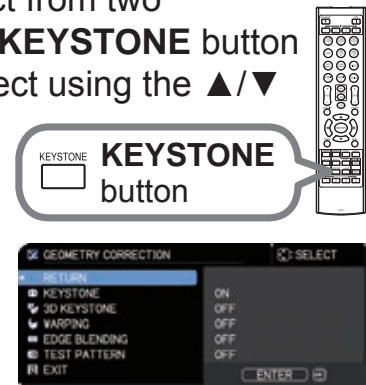 ct from two
KEYSTONE button
ect using the ▲/▼
KEYSTONE KEYSTONE
button
GEOMETRY CORRECTION : SELECT
RETURN
KEYSTONE ON
3D KEYSTONE OFF
WARPING OFF
EDGE BLENDING OFF
TEST PATTERN OFF
EXIT ENTER